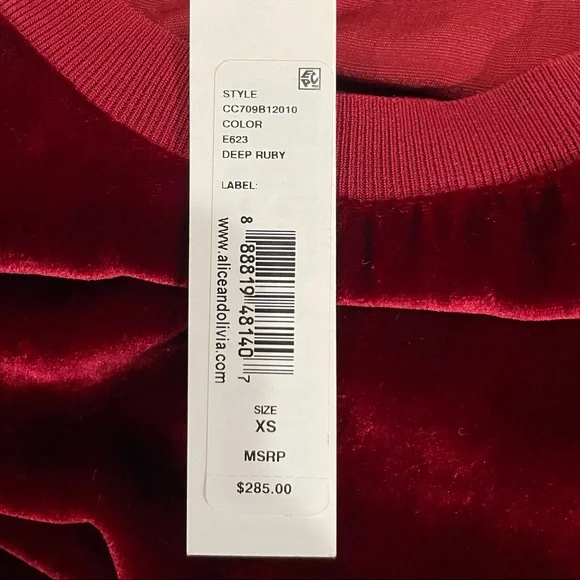 STYLE
CC709B12010
COLOR
E623
DEEP RUBY
LABEL:
8 88819 48140 7
www.aliceandolivia.com
SIZE
XS
MSRP
$285.00